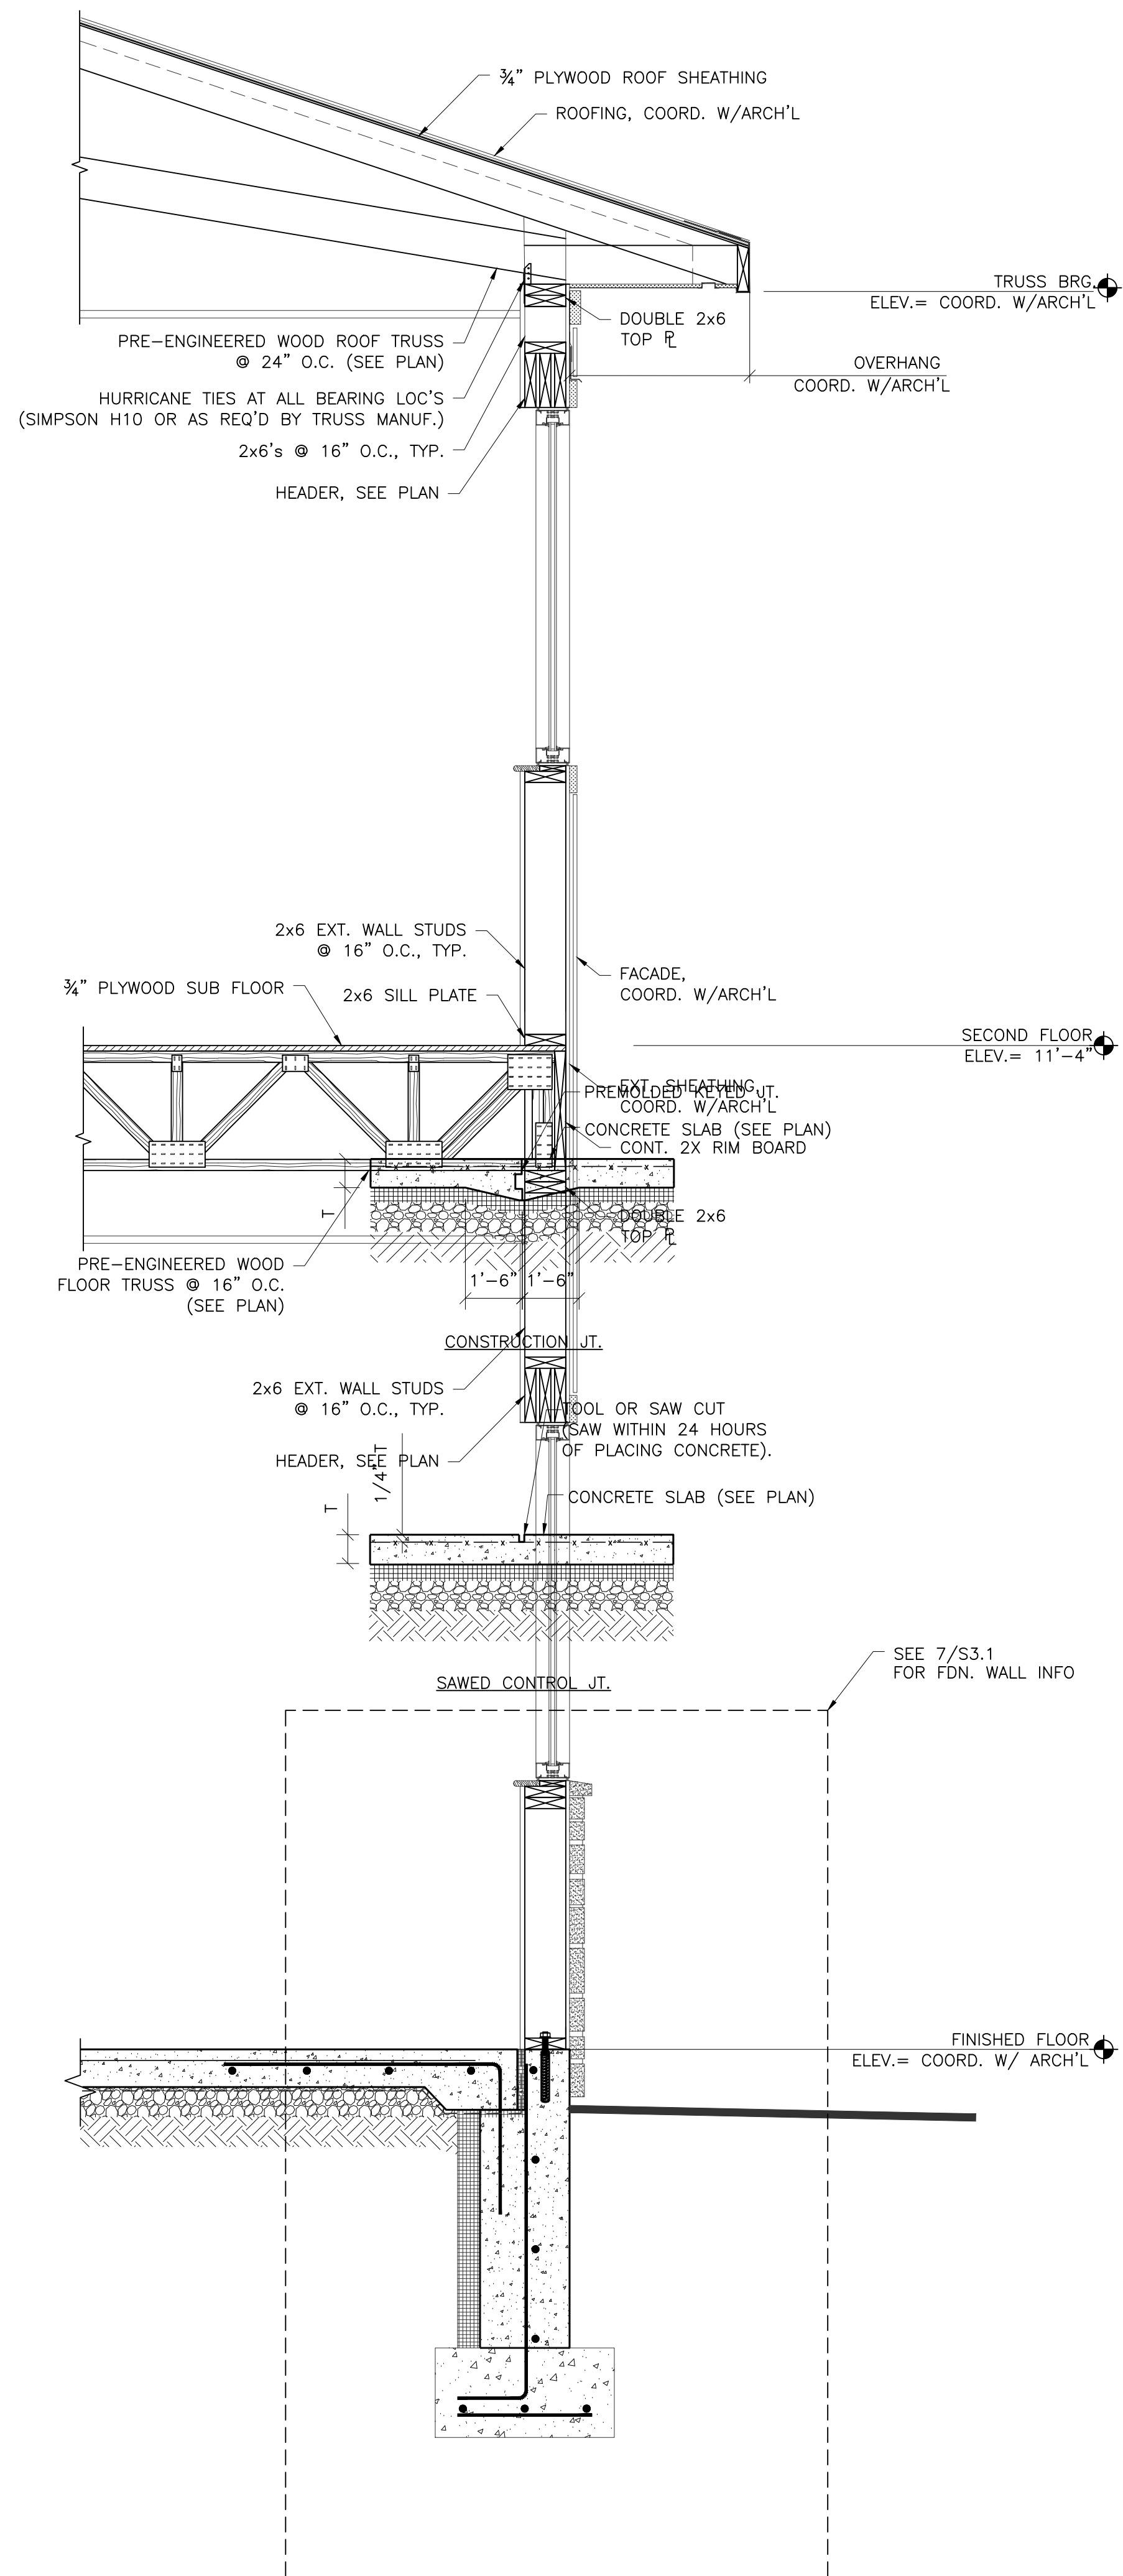 ¾" PLYWOOD ROOF SHEATHING
ROOFING, COORD. W/ARCH'L
TRUSS BRG.
ELEV.= COORD. W/ARCH'L
DOUBLE 2x6
TOP ℄
PRE-ENGINEERED WOOD ROOF TRUSS
@ 24" O.C. (SEE PLAN)
OVERHANG
COORD. W/ARCH'L
HURRICANE TIES AT ALL BEARING LOC'S
(SIMPSON H10 OR AS REQ'D BY TRUSS MANUF.)
2x6's @ 16" O.C., TYP.
HEADER, SEE PLAN
2x6 EXT. WALL STUDS
@ 16" O.C., TYP.
FACADE,
COORD. W/ARCH'L
¾" PLYWOOD SUB FLOOR
2x6 SILL PLATE
SECOND FLOOR
ELEV.= 11'-4"
EXT. SHEATHING,
COORD. W/ARCH'L
PREMOLDED KEYED JT.
CONCRETE SLAB (SEE PLAN)
CONT. 2X RIM BOARD
T
DOUBLE 2x6
TOP ℄
PRE-ENGINEERED WOOD
FLOOR TRUSS @ 16" O.C.
(SEE PLAN)
1'-6" 1'-6"
CONSTRUCTION JT.
2x6 EXT. WALL STUDS
@ 16" O.C., TYP.
TOOL OR SAW CUT
(SAW WITHIN 24 HOURS
OF PLACING CONCRETE).
HEADER, SEE PLAN
1/4" T
T
CONCRETE SLAB (SEE PLAN)
SEE 7/S3.1
FOR FDN. WALL INFO
SAWED CONTROL JT.
FINISHED FLOOR
ELEV.= COORD. W/ ARCH'L